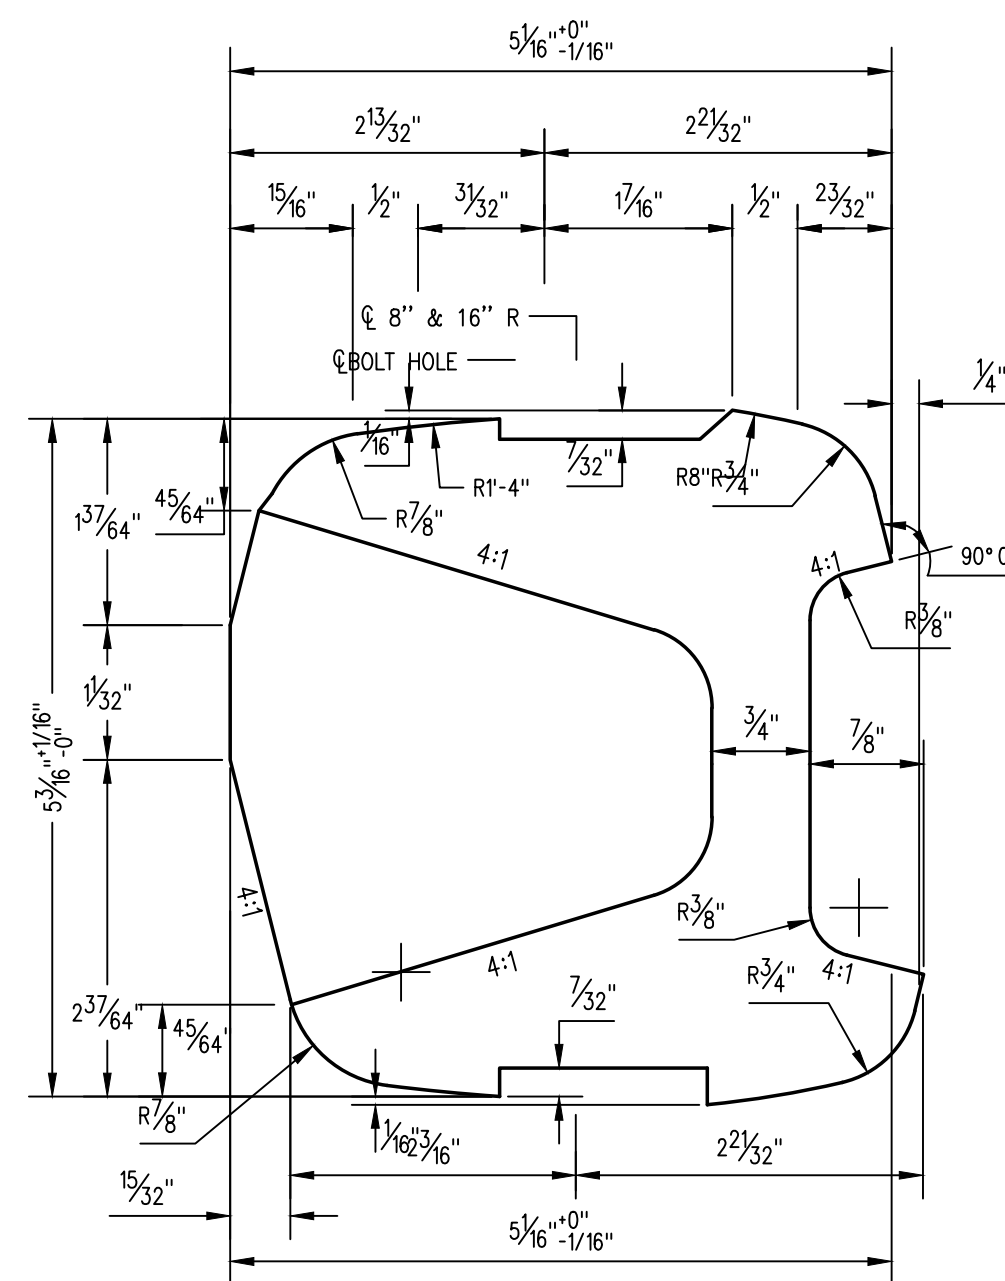 5 1/16" +0" -1/16"
2 13/32" 2 21/32"
15/16" 1/2" 31/32" 1 7/16" 1/2" 23/32"
℄ 8” & 16” R
℄BOLT HOLE
1/4"
1/16"
7/32"
R8"
R3/4"
R1'-4"
R7/8"
45/64"
1 37/64"
4:1
4:1
90°
R3/8"
1 1/32"
5 3/16" +1/16" -0"
3/4"
7/8"
4:1
R3/8"
4:1
R3/4"
4:1
7/32"
2 37/64"
45/64'
R7/8"
1/16"
2 3/16"
2 21/32"
15/32"
5 1/16" +0" -1/16"